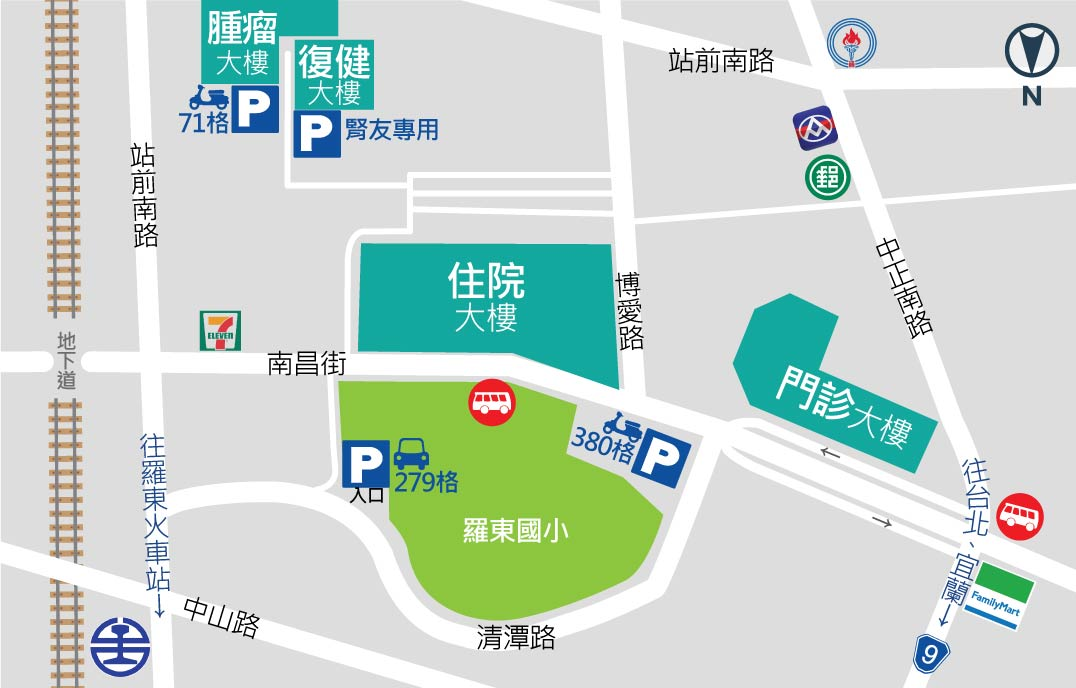 腫瘤
大樓
復健
大樓
71格
P
P
腎友專用
站前南路
N
郵
站前南路
住院
大樓
博愛路
中正南路
地下道
7
ELEVEN
南昌街
門診大樓
380格
P
P
入口
279格
羅東國小
往羅東火車站→
往台北、宜蘭→
FamilyMart
中山路
清潭路
9